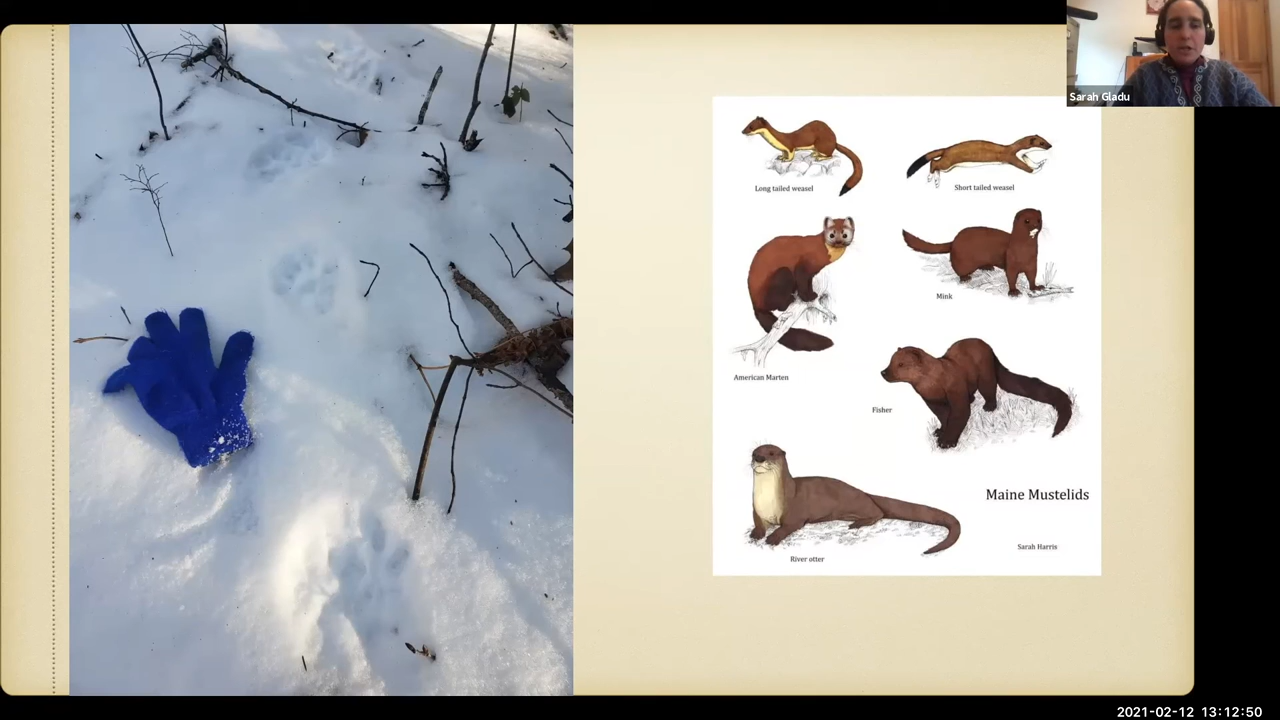 Sarah Gladu
Long tailed weasel
Short tailed weasel
Mink
American Marten
Fisher
Maine Mustelids
Sarah Harris
River otter
2021-02-12 13:12:50